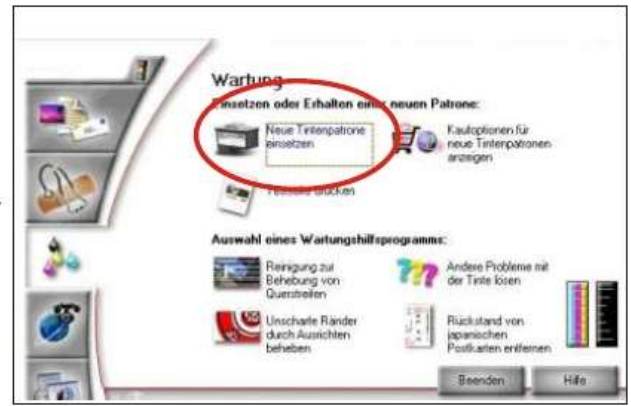 Wartung
Einsetzen oder Erhalten einer neuen Patrone:
Neue Tintenpatrone
einsetzen
Kaufoptionen für
neue Tintenpatronen
anzeigen
Testseite drucken
Auswahl eines Wartungshilfsprogramms:
Reinigung zur
Behebung von
Querstreifen
Andere Probleme mit
der Tinte lösen
Unscharfe Ränder
durch Ausrichten
beheben
Rückstand von
japanischen
Postkarten entfernen
Beenden
Hilfe